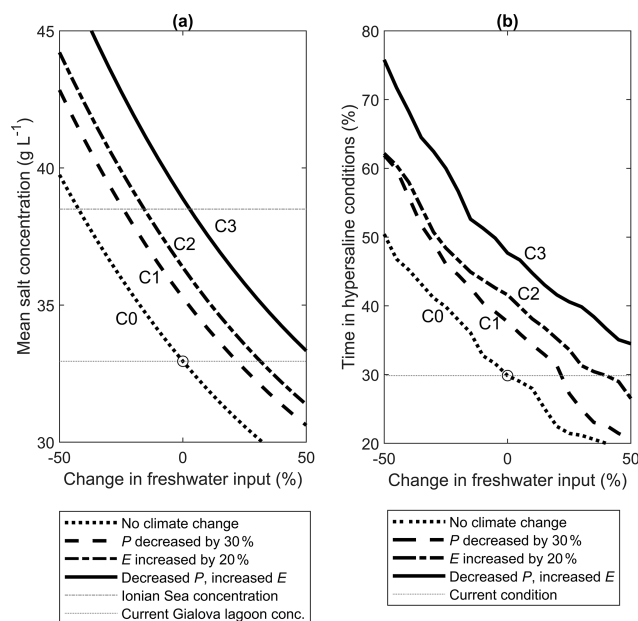 (a)
45
40
35
30
Mean salt concentration (g L-1)
C3
C2
C1
C0
-50
0
50
Change in freshwater input (%)
No climate change
P decreased by 30%
E increased by 20%
Decreased P, increased E
Ionian Sea concentration
Current Gialova lagoon conc.
(b)
80
70
60
50
40
30
20
Time in hypersaline conditions (%)
C3
C2
C1
C0
-50
0
50
Change in freshwater input (%)
No climate change
P decreased by 30%
E increased by 20%
Decreased P, increased E
Current condition